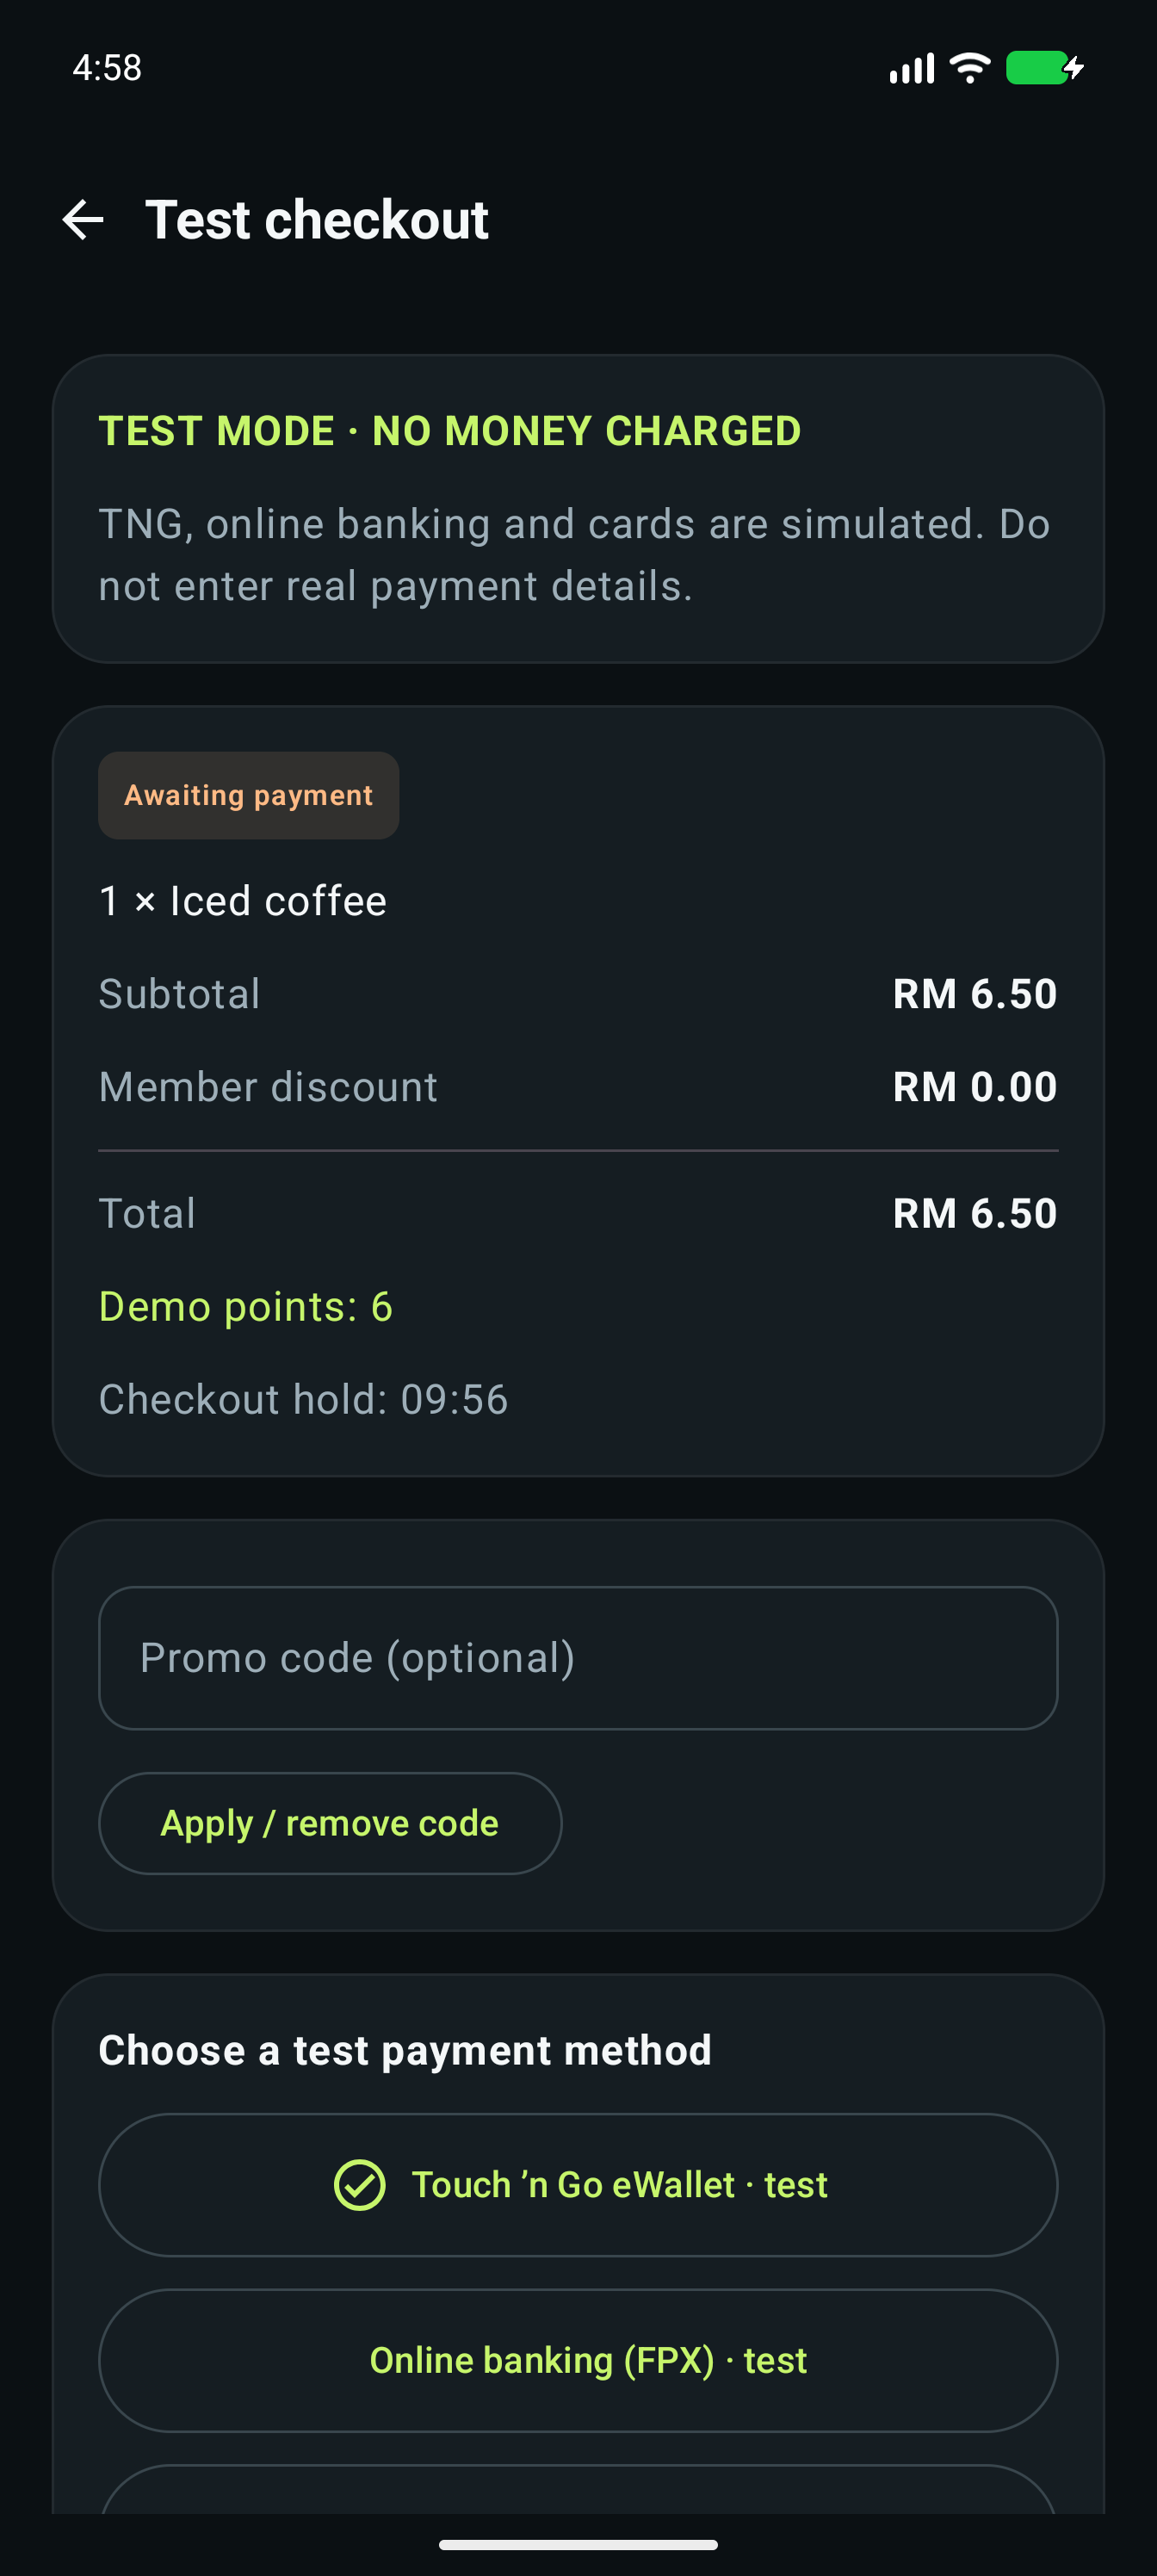 4:58
Test checkout
TEST MODE · NO MONEY CHARGED
TNG, online banking and cards are simulated. Do
not enter real payment details.
Awaiting payment
1 × Iced coffee
Subtotal RM 6.50
Member discount RM 0.00
Total RM 6.50
Demo points: 6
Checkout hold: 09:56
Promo code (optional)
Apply / remove code
Choose a test payment method
Touch ’n Go eWallet · test
Online banking (FPX) · test